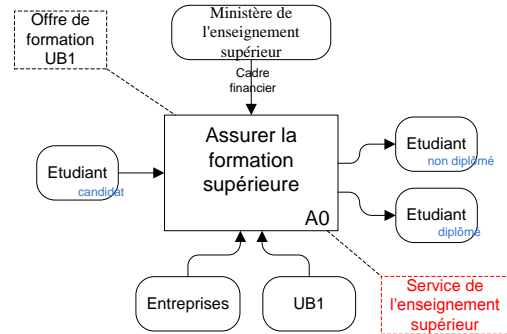 Offre de
formation
UB1
Ministère de
l'enseignement
supérieur
Cadre
financier
Assurer la
formation
supérieure
A0
Etudiant
candidat
Etudiant
non diplômé
Etudiant
diplômé
Entreprises
UB1
Service de
l'enseignement
supérieur